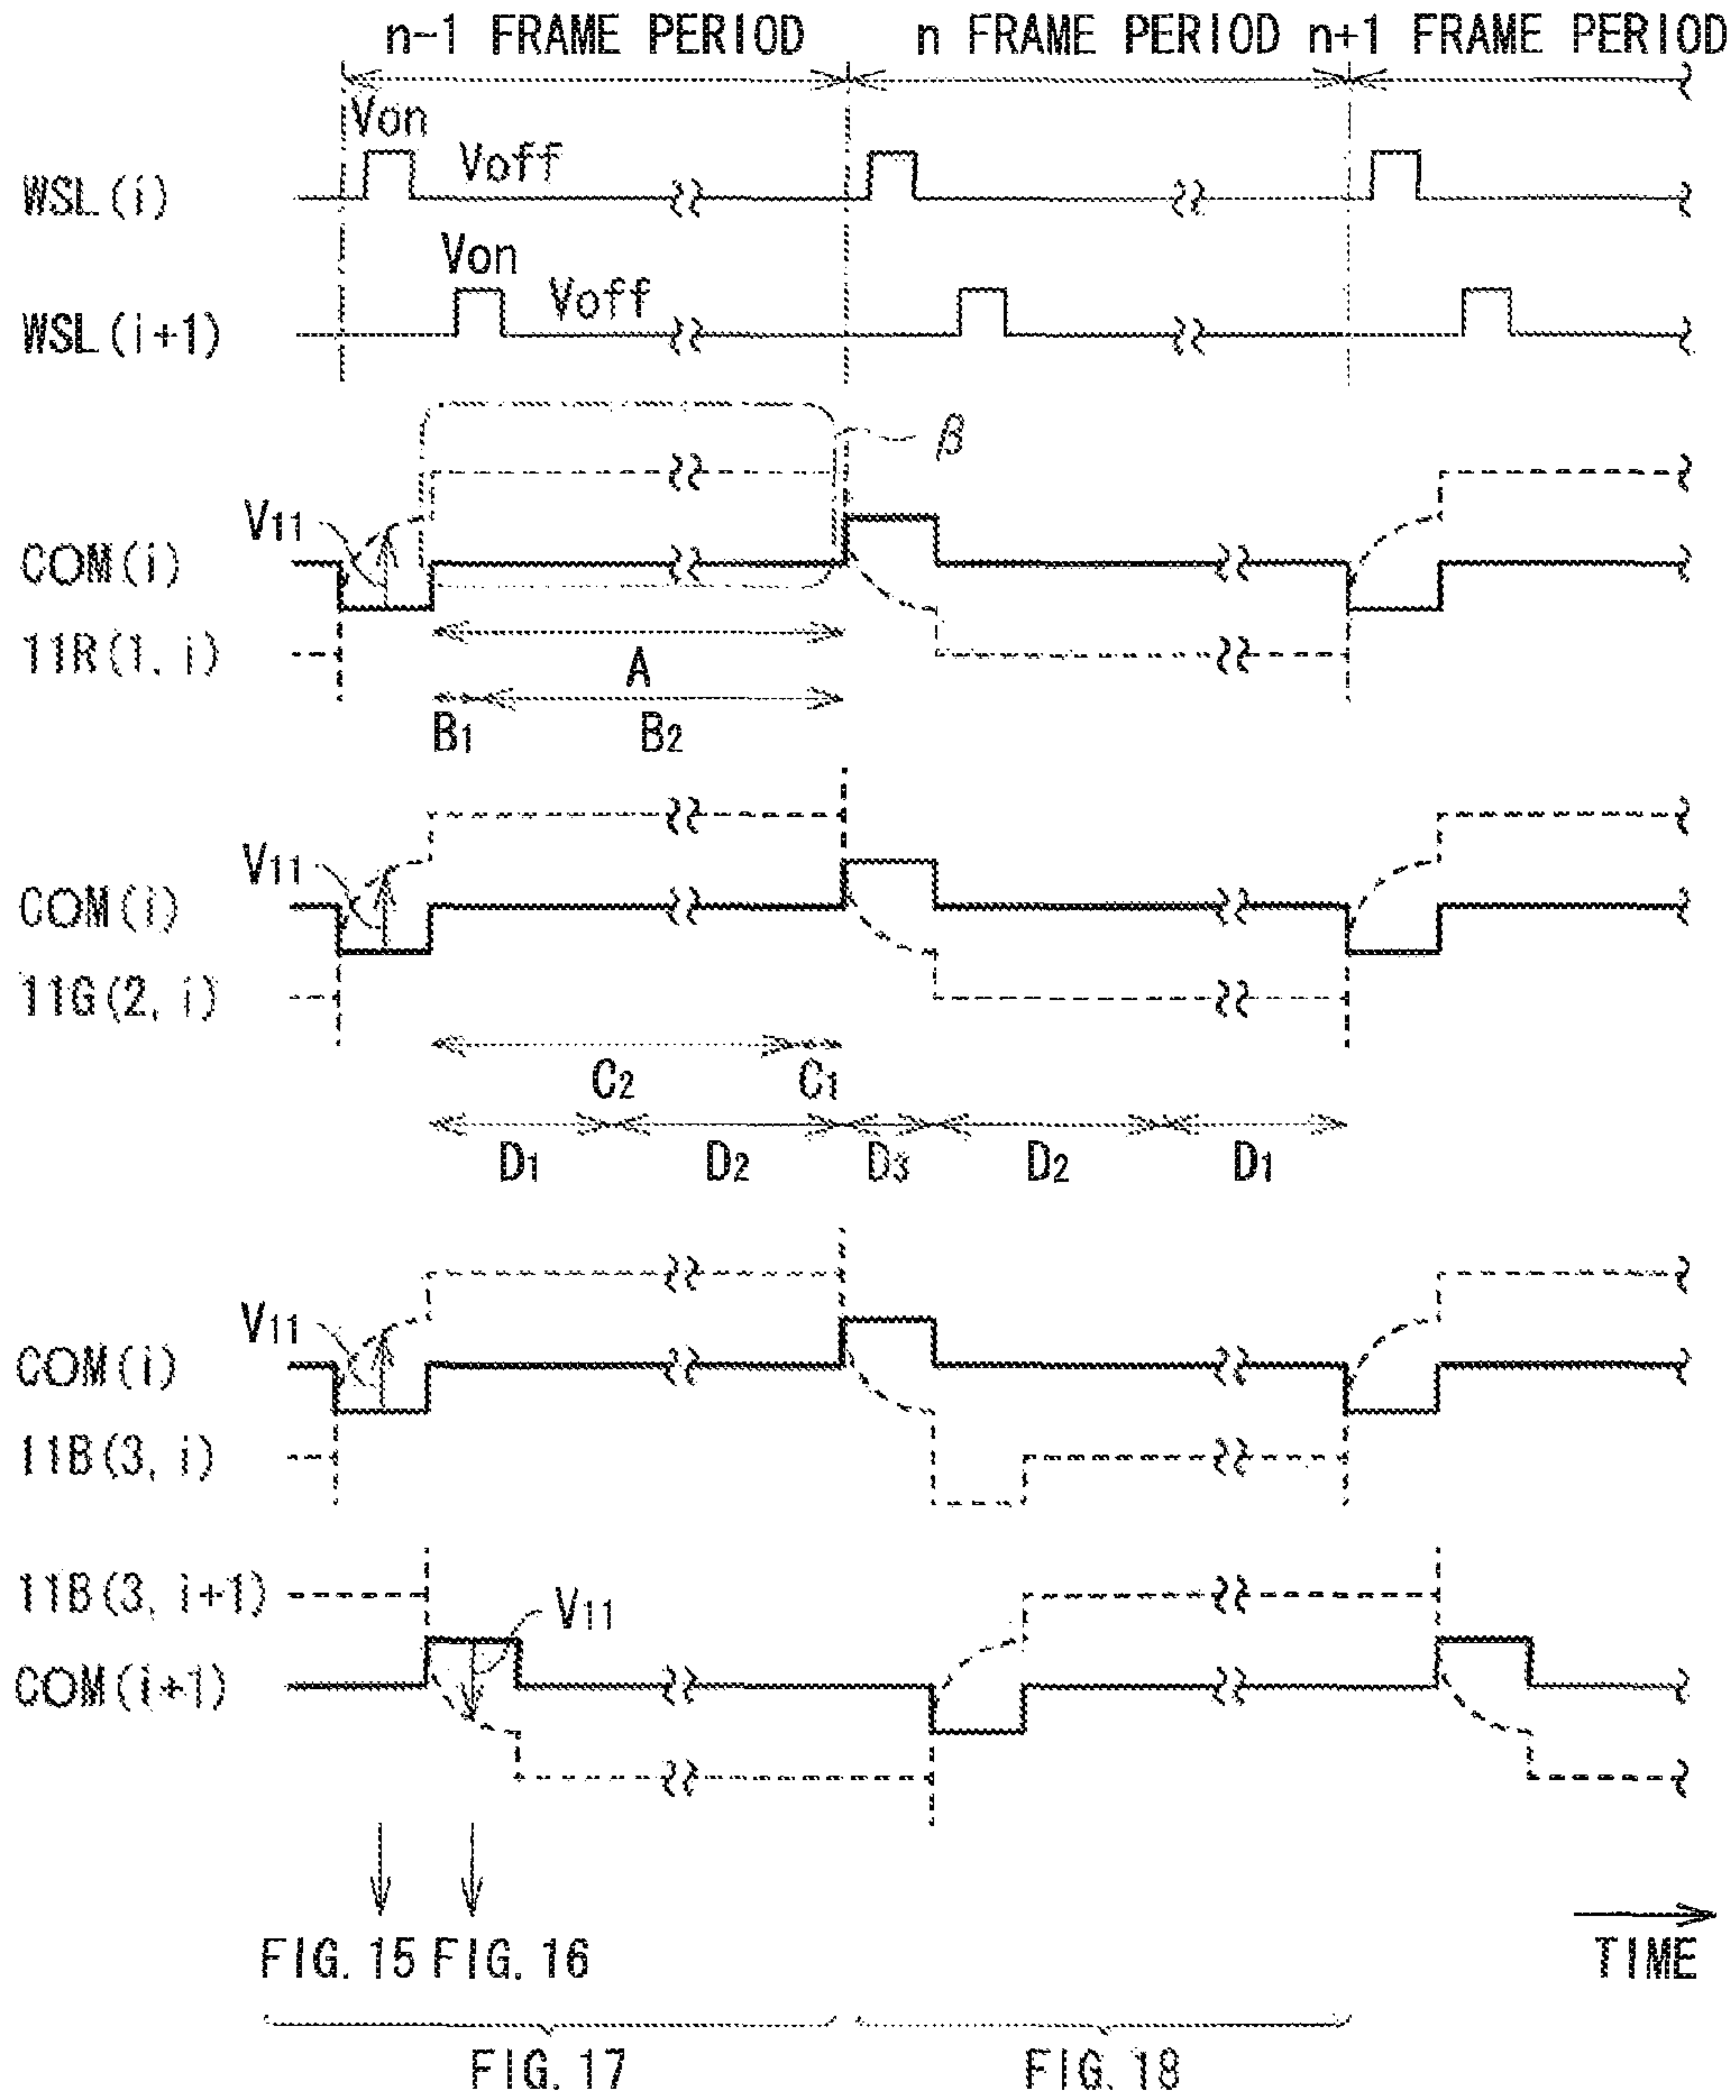 n-1 FRAME PERIOD n FRAME PERIOD n+1 FRAME PERIOD
Von
WSL(i) Voff
Von
WSL(i+1) Voff
β
V11
COM(i)
11R(1, i)
A
B1 B2
V11
COM(i)
11G(2, i)
C2 C1
D1 D2 D3 D2 D1
V11
COM(i)
11B(3, i)
11B(3, i+1) V11
COM(i+1)
FIG. 15 FIG. 16 TIME
FIG. 17 FIG. 18